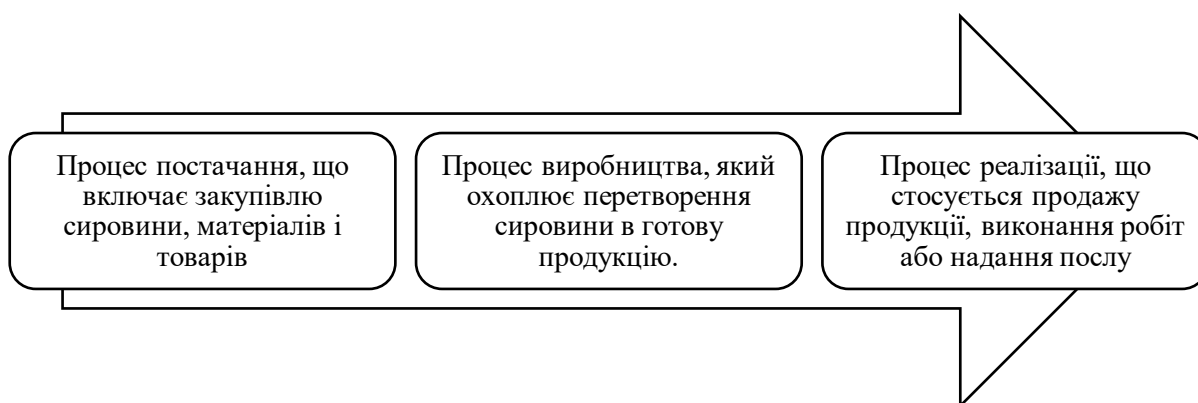 Процес постачання, що
включає закупівлю
сировини, матеріалів і
товарів
Процес виробництва, який
охоплює перетворення
сировини в готову
продукцію.
Процес реалізації, що
стосується продажу
продукції, виконання робіт
або надання послу